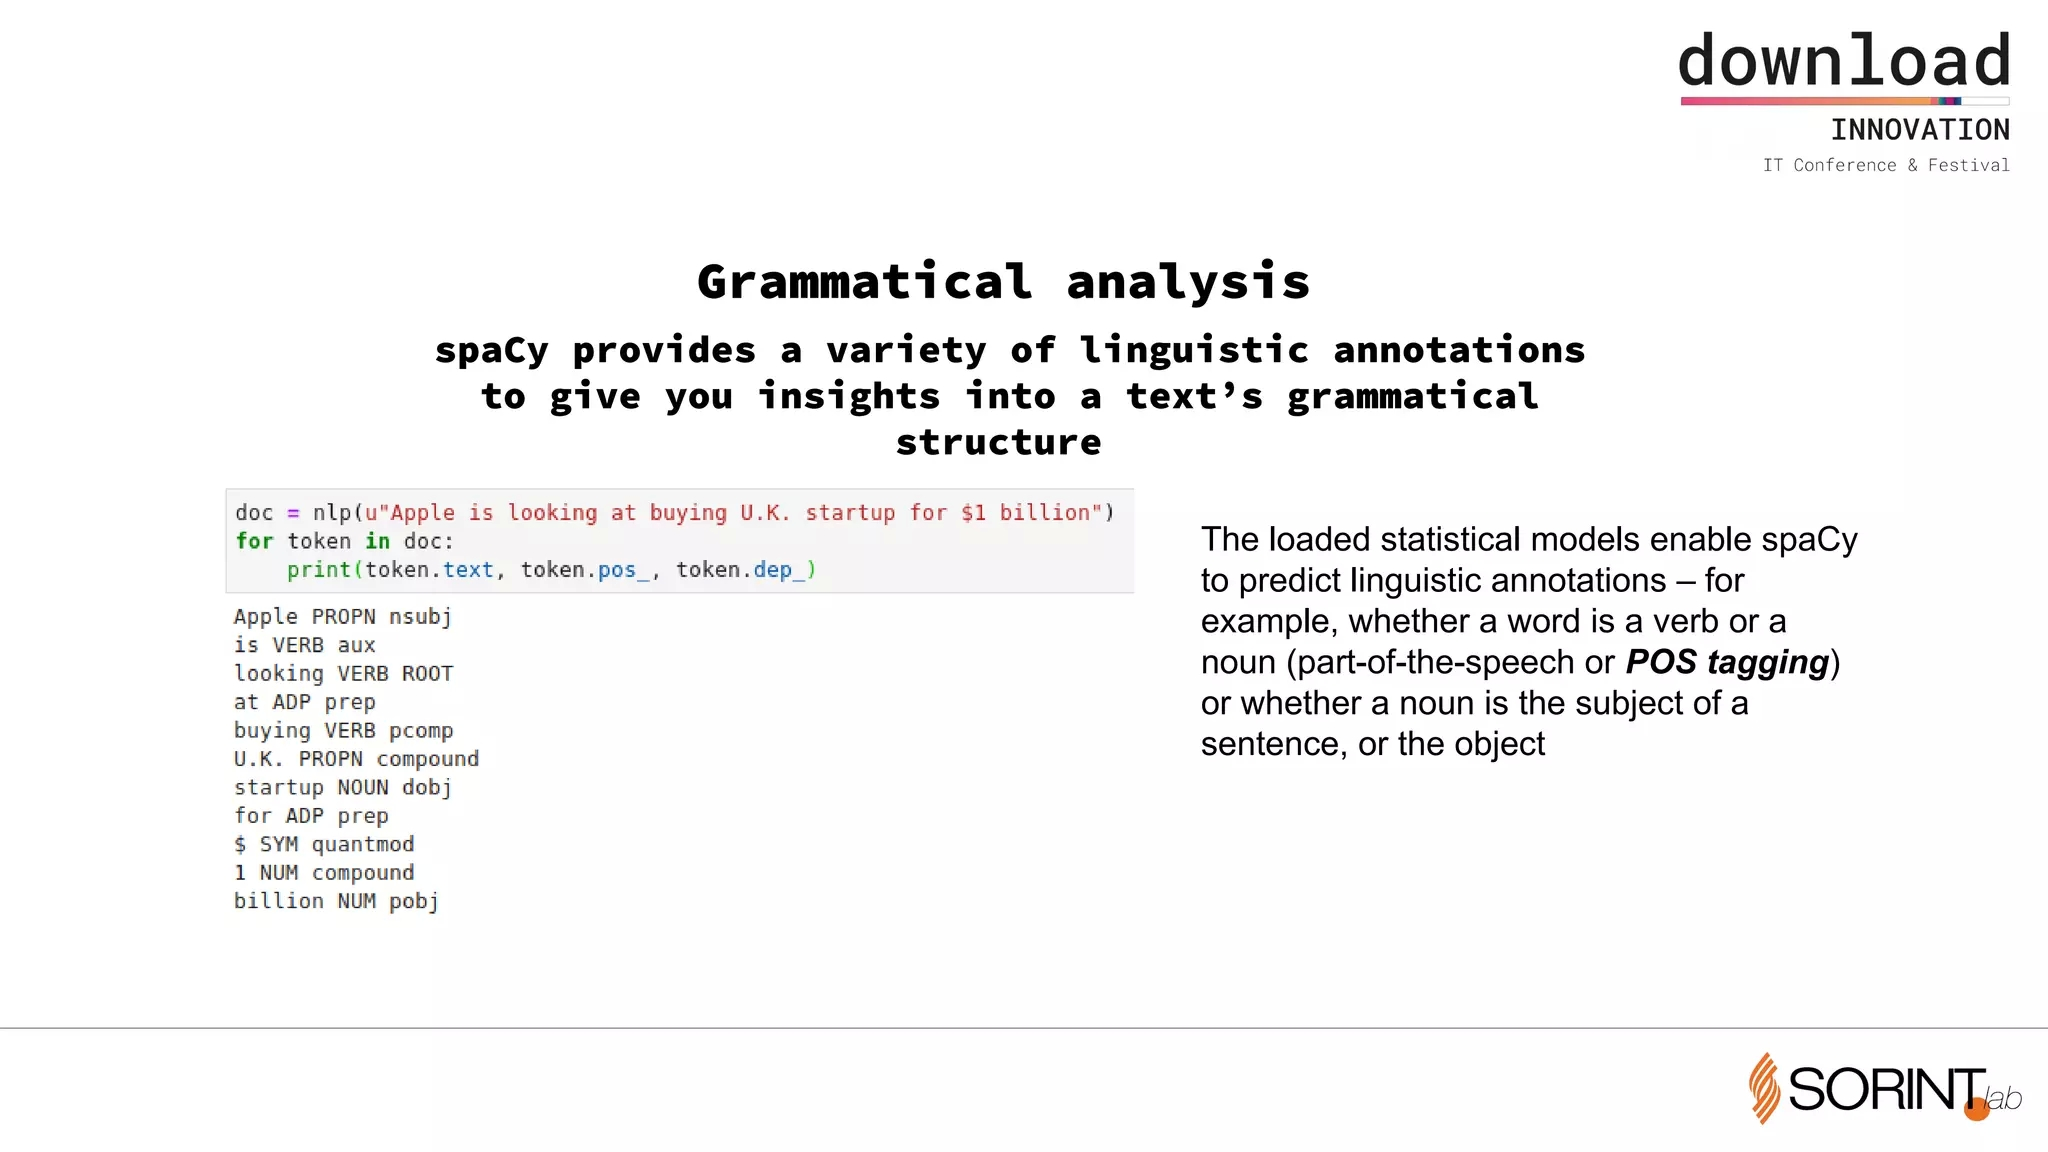 download
INNOVATION
IT Conference & Festival
Grammatical analysis
spaCy provides a variety of linguistic annotations
to give you insights into a text’s grammatical
structure
doc = nlp(u"Apple is looking at buying U.K. startup for $1 billion")
for token in doc:
    print(token.text, token.pos_, token.dep_)
Apple PROPN nsubj
is VERB aux
looking VERB ROOT
at ADP prep
buying VERB pcomp
U.K. PROPN compound
startup NOUN dobj
for ADP prep
$ SYM quantmod
1 NUM compound
billion NUM pobj
The loaded statistical models enable spaCy
to predict linguistic annotations – for
example, whether a word is a verb or a
noun (part-of-the-speech or POS tagging)
or whether a noun is the subject of a
sentence, or the object
SORINT.lab